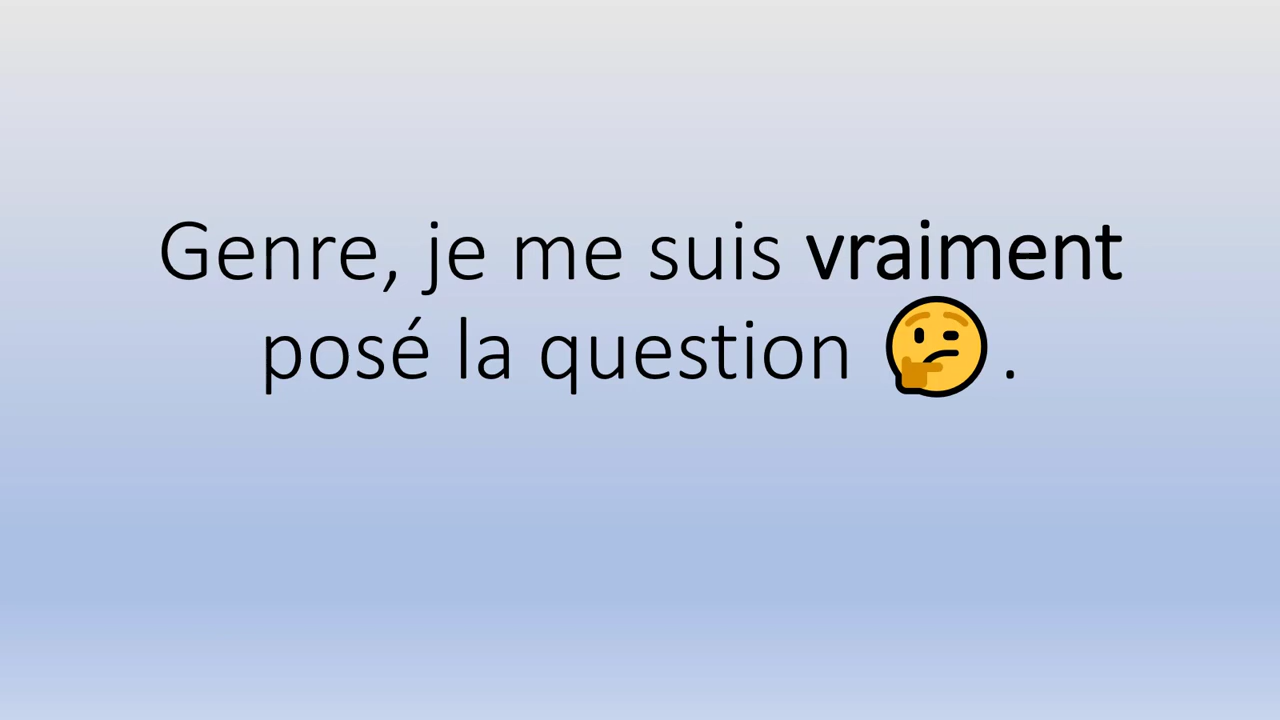 Genre, je me suis vraiment
posé la question 🤔.